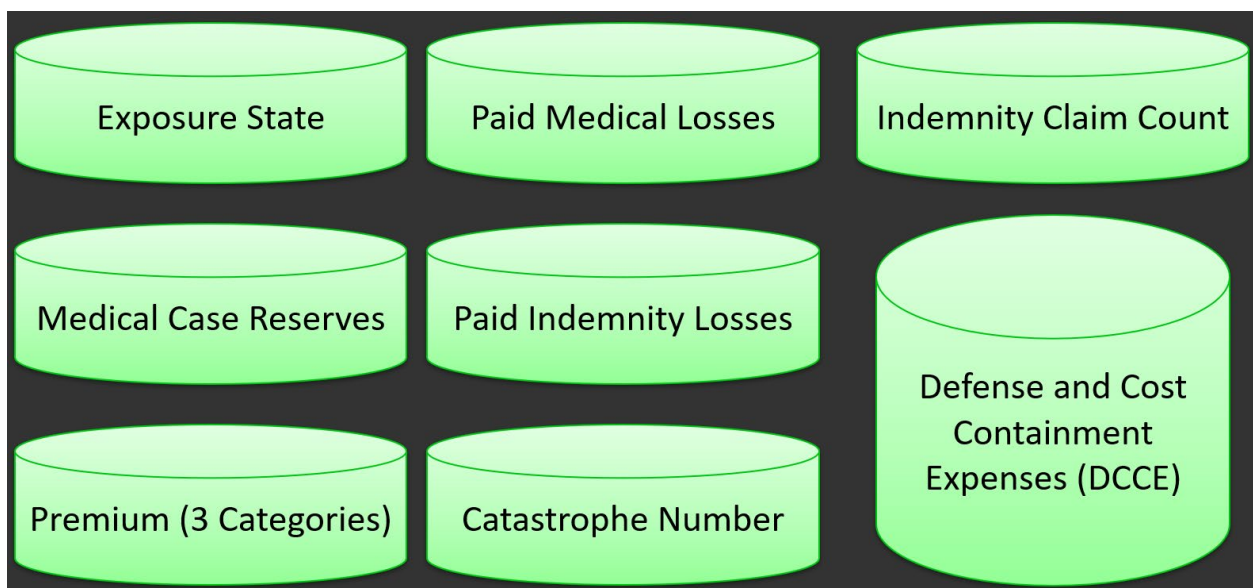 Exposure State
Paid Medical Losses
Indemnity Claim Count
Medical Case Reserves
Paid Indemnity Losses
Defense and Cost
Containment
Expenses (DCCE)
Premium (3 Categories)
Catastrophe Number